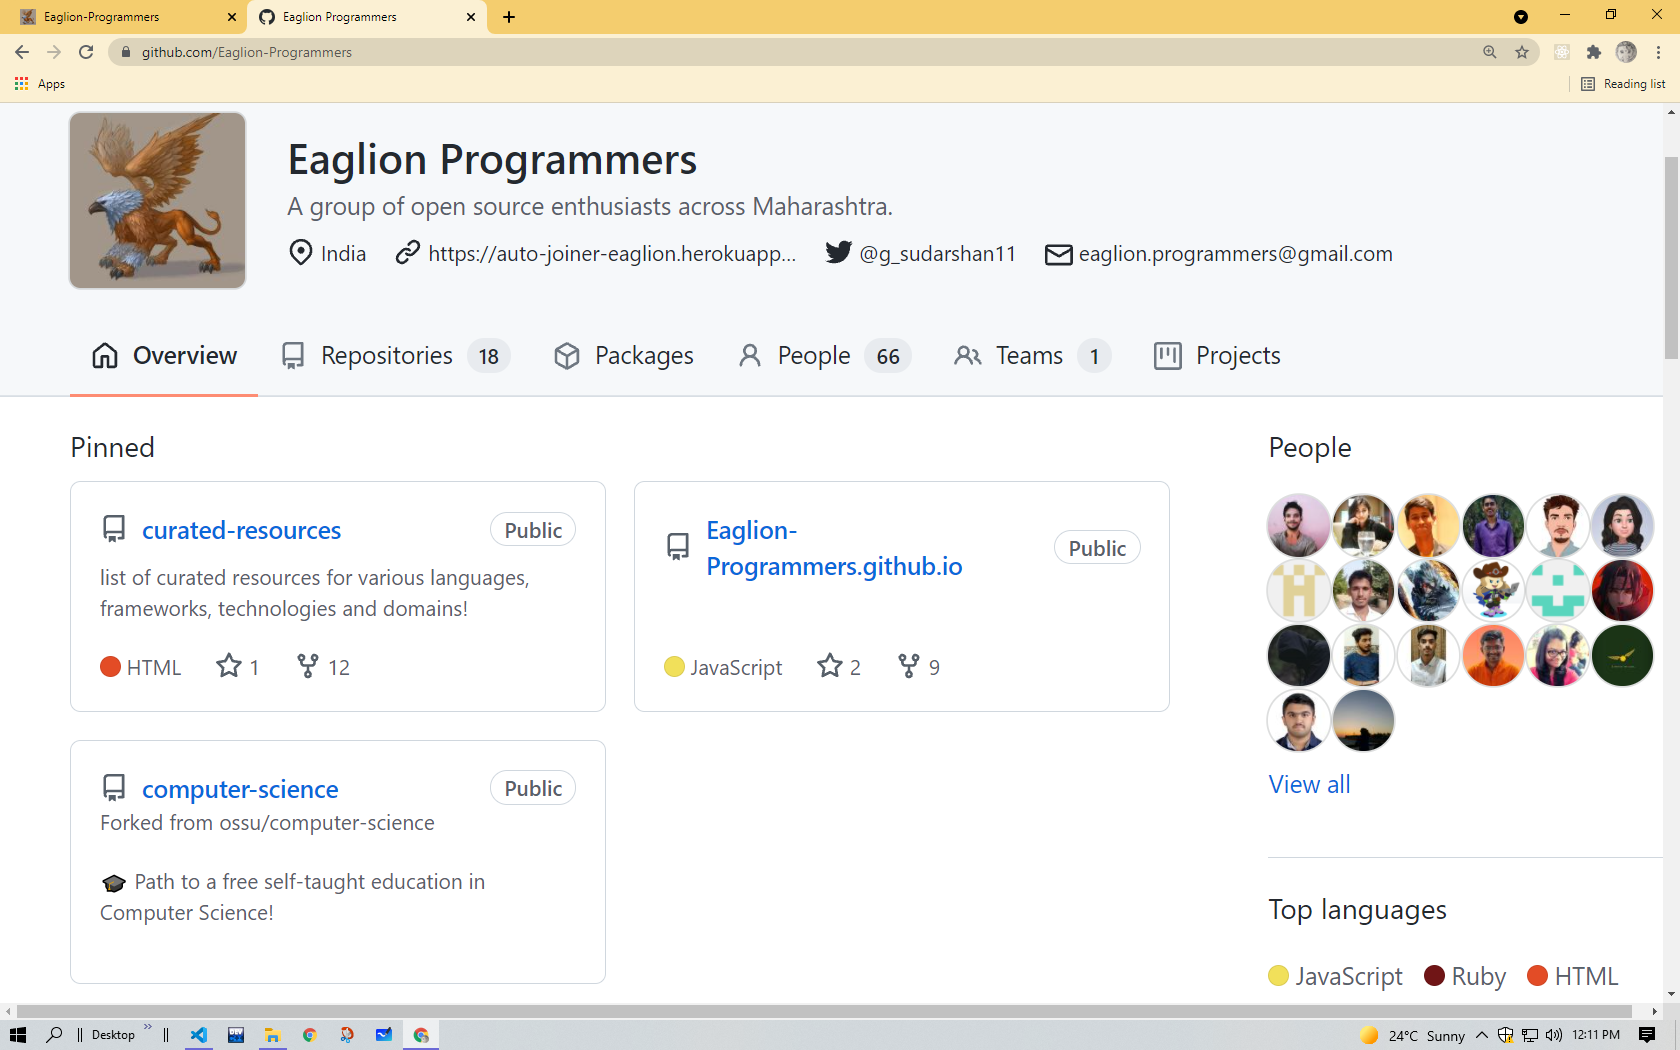 Eaglion-Programmers
Eaglion Programmers
github.com/Eaglion-Programmers
Apps
Reading list
Eaglion Programmers
A group of open source enthusiasts across Maharashtra.
India
https://auto-joiner-eaglion.herokuapp...
@g_sudarshan11
eaglion.programmers@gmail.com
Overview
Repositories 18
Packages
People 66
Teams 1
Projects
Pinned
curated-resources
Public
list of curated resources for various languages,
frameworks, technologies and domains!
HTML 1 12
Eaglion-
Programmers.github.io
Public
JavaScript 2 9
computer-science
Public
Forked from ossu/computer-science
🎓 Path to a free self-taught education in
Computer Science!
People
View all
Top languages
JavaScript Ruby HTML
Desktop
24°C Sunny
12:11 PM